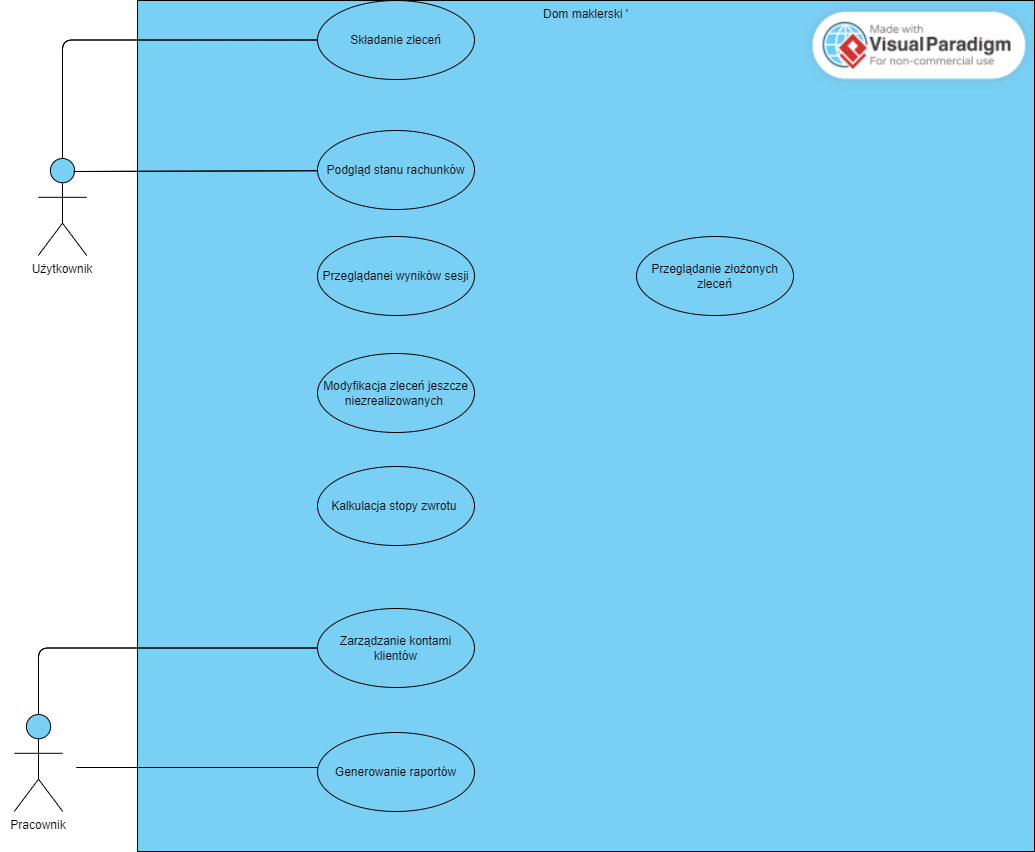 Dom maklerski '
Made with
Visual Paradigm
For non-commercial use
Składanie zleceń
Podgląd stanu rachunków
Użytkownik
Przeglądanei wyników sesji
Przeglądanie złożonych
zleceń
Modyfikacja zleceń jeszcze
niezrealizowanych
Kalkulacja stopy zwrotu
Zarządzanie kontami
klientów
Generowanie raportów
Pracownik